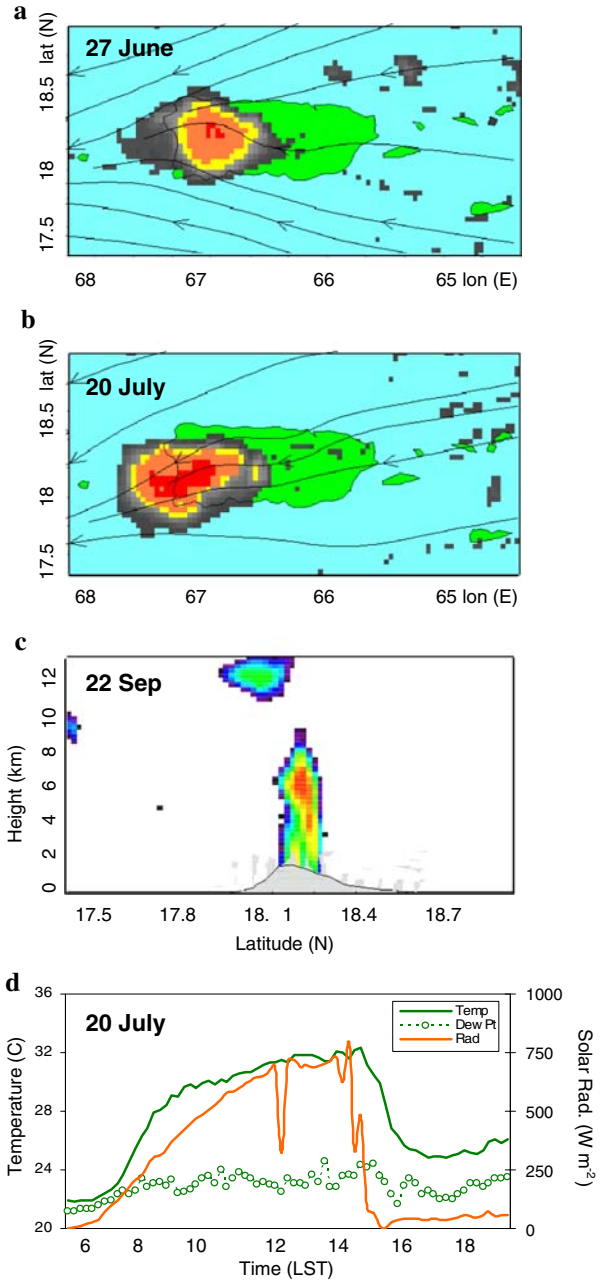 a
27 June
lat (N)
18.5
18
17.5
68 67 66 65 lon (E)
b
20 July
lat (N)
18.5
18
17.5
68 67 66 65 lon (E)
c
22 Sep
Height (km)
12
10
8
6
4
2
0
17.5 17.8 18. 1 18.4 18.7
Latitude (N)
d
20 July
Temperature (C)
36
32
28
24
20
Temp
Dew Pt
Rad
1000
750
500
250
0
Solar Rad. (W m-2)
6 8 10 12 14 16 18
Time (LST)